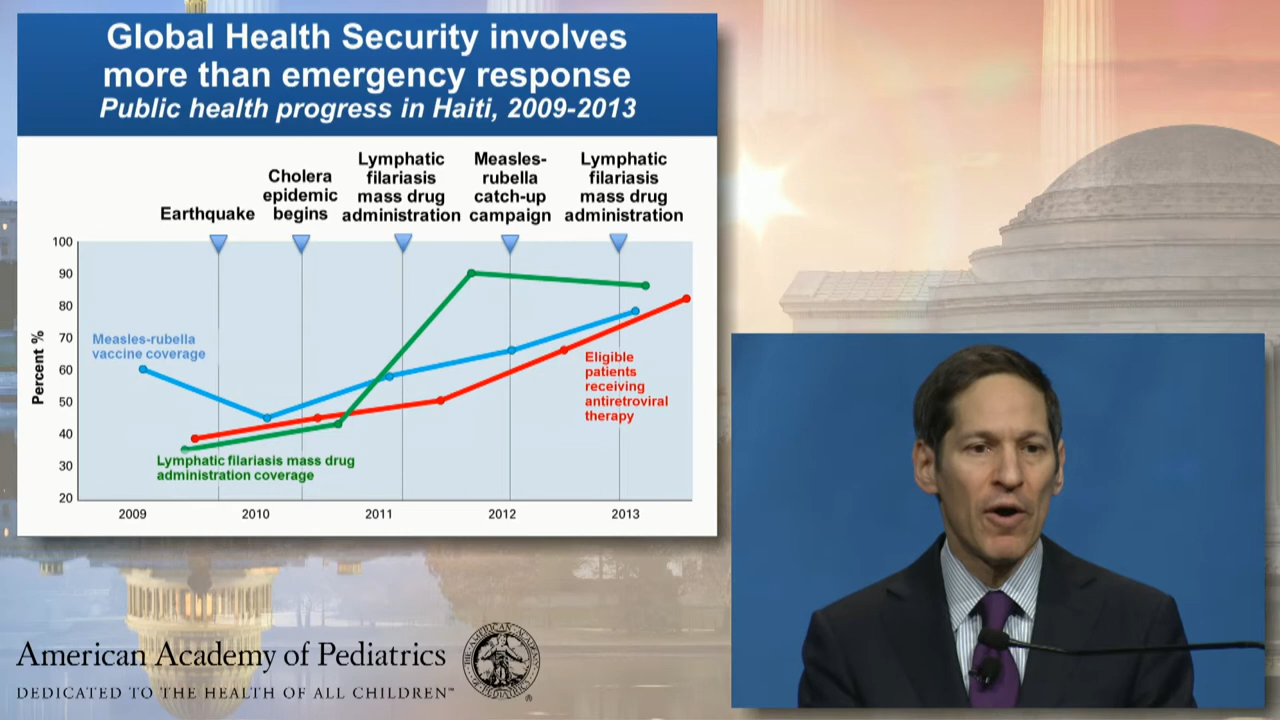 Global Health Security involves
more than emergency response
Public health progress in Haiti, 2009-2013
Earthquake
Cholera
epidemic
begins
Lymphatic
filariasis
mass drug
administration
Measles-
rubella
catch-up
campaign
Lymphatic
filariasis
mass drug
administration
Percent %
100
90
80
70
60
50
40
30
20
Measles-rubella
vaccine coverage
Lymphatic filariasis mass drug
administration coverage
Eligible
patients
receiving
antiretroviral
therapy
2009
2010
2011
2012
2013
American Academy of Pediatrics
DEDICATED TO THE HEALTH OF ALL CHILDREN™